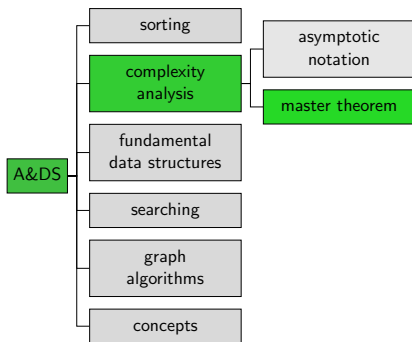 sorting
asymptotic
notation
complexity
analysis
master theorem
fundamental
data structures
A&DS
searching
graph
algorithms
concepts